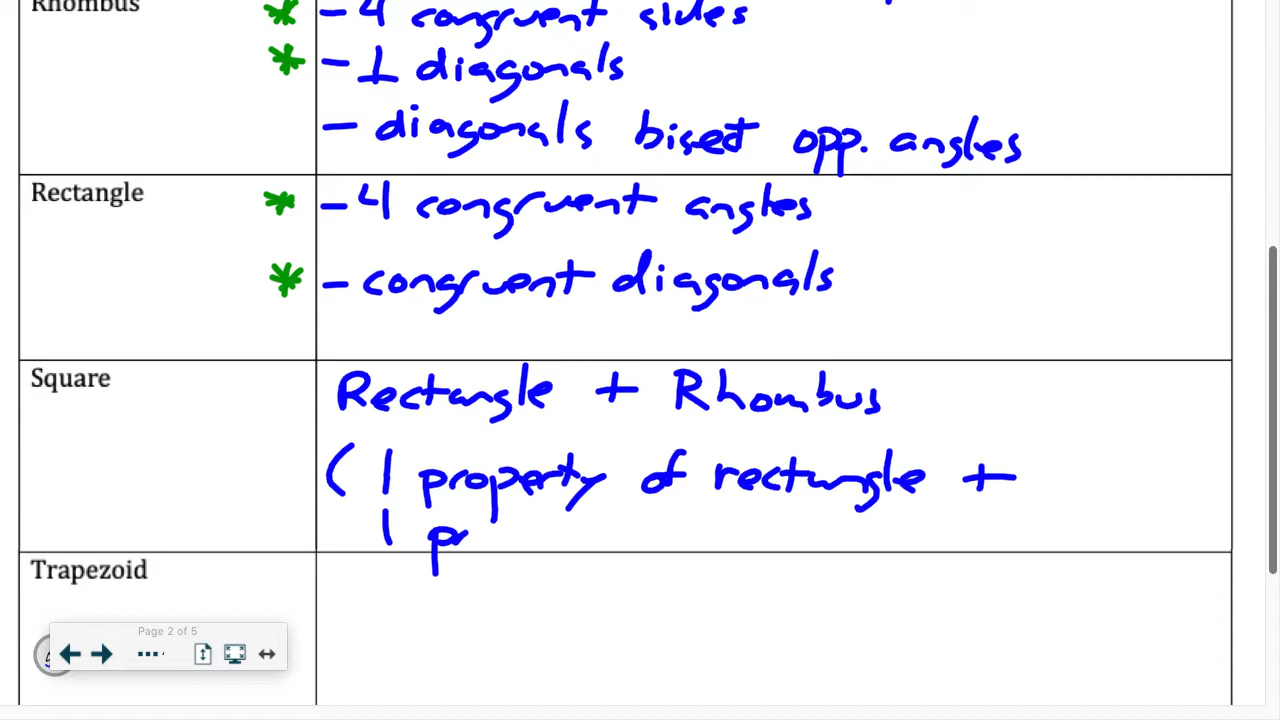 Rhombus
- 4 congruent sides
- ⊥ diagonals
- diagonals bisect opp. angles
Rectangle
- 4 congruent angles
- congruent diagonals
Square
Rectangle + Rhombus
( 1 property of rectangle +
1 pr
Trapezoid
Page 2 of 5